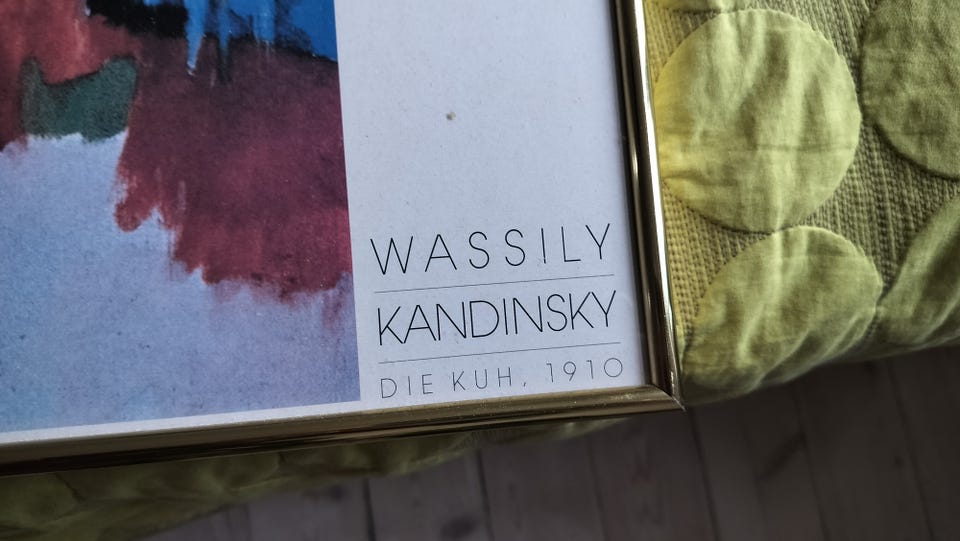 WASSILY
KANDINSKY
DIE KUH, 1910